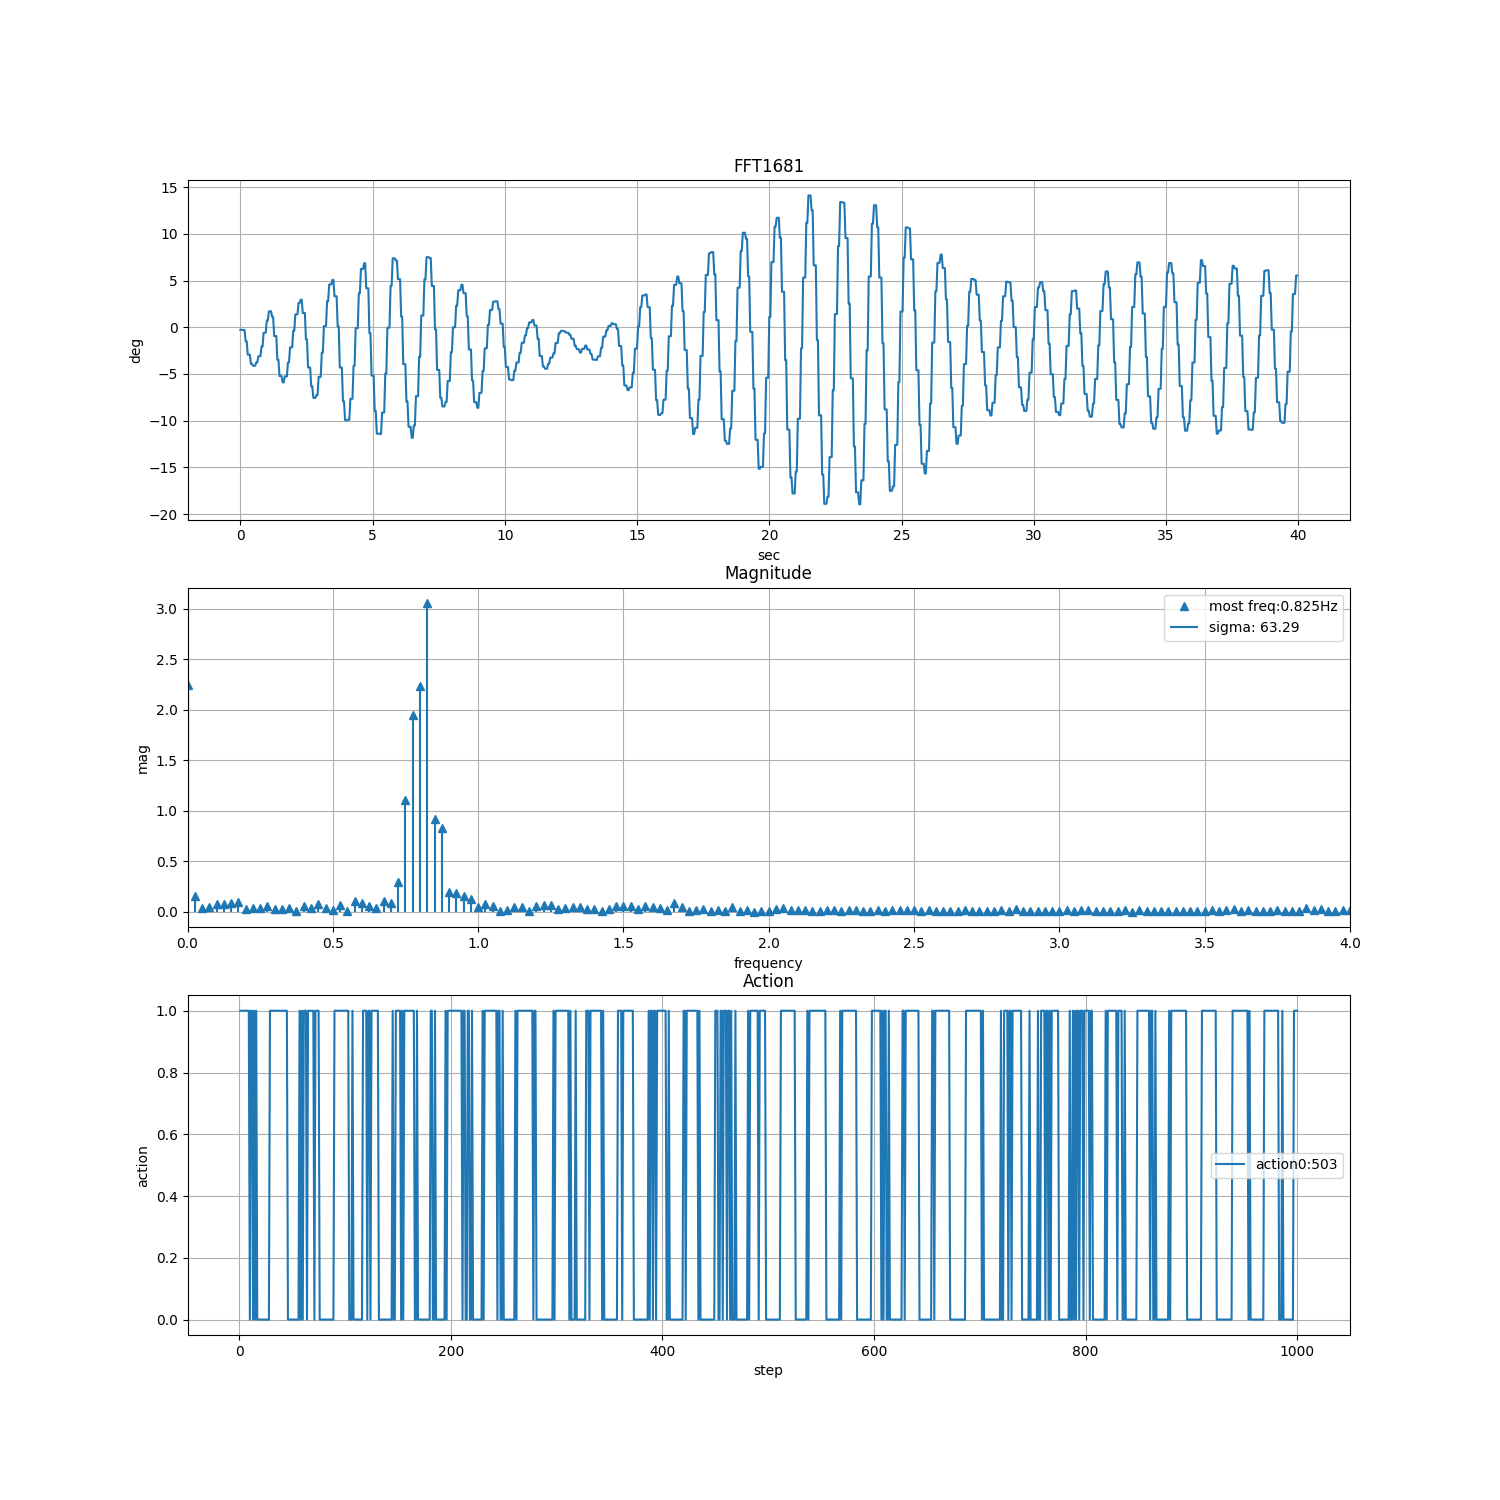 FFT1681
15
10
5
0
−5
−10
−15
−20
deg
0 5 10 15 20 25 30 35 40
sec
Magnitude
3.0
2.5
2.0
1.5
1.0
0.5
0.0
mag
most freq:0.825Hz
sigma: 63.29
0.0 0.5 1.0 1.5 2.0 2.5 3.0 3.5 4.0
frequency
Action
1.0
0.8
0.6
0.4
0.2
0.0
action
action0:503
0 200 400 600 800 1000
step